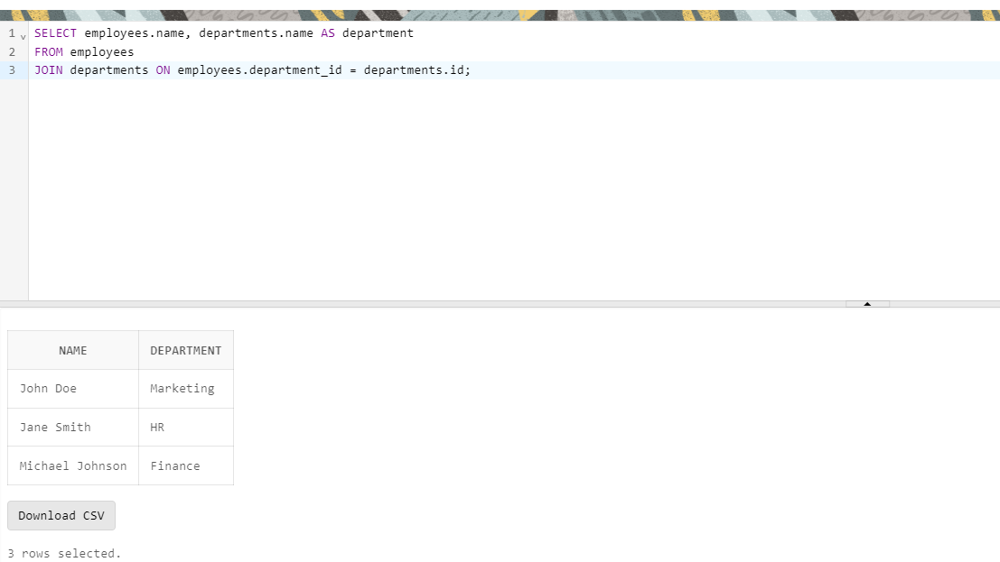 1 SELECT employees.name, departments.name AS department
2 FROM employees
3 JOIN departments ON employees.department_id = departments.id;
NAME DEPARTMENT
John Doe Marketing
Jane Smith HR
Michael Johnson Finance
Download CSV
3 rows selected.